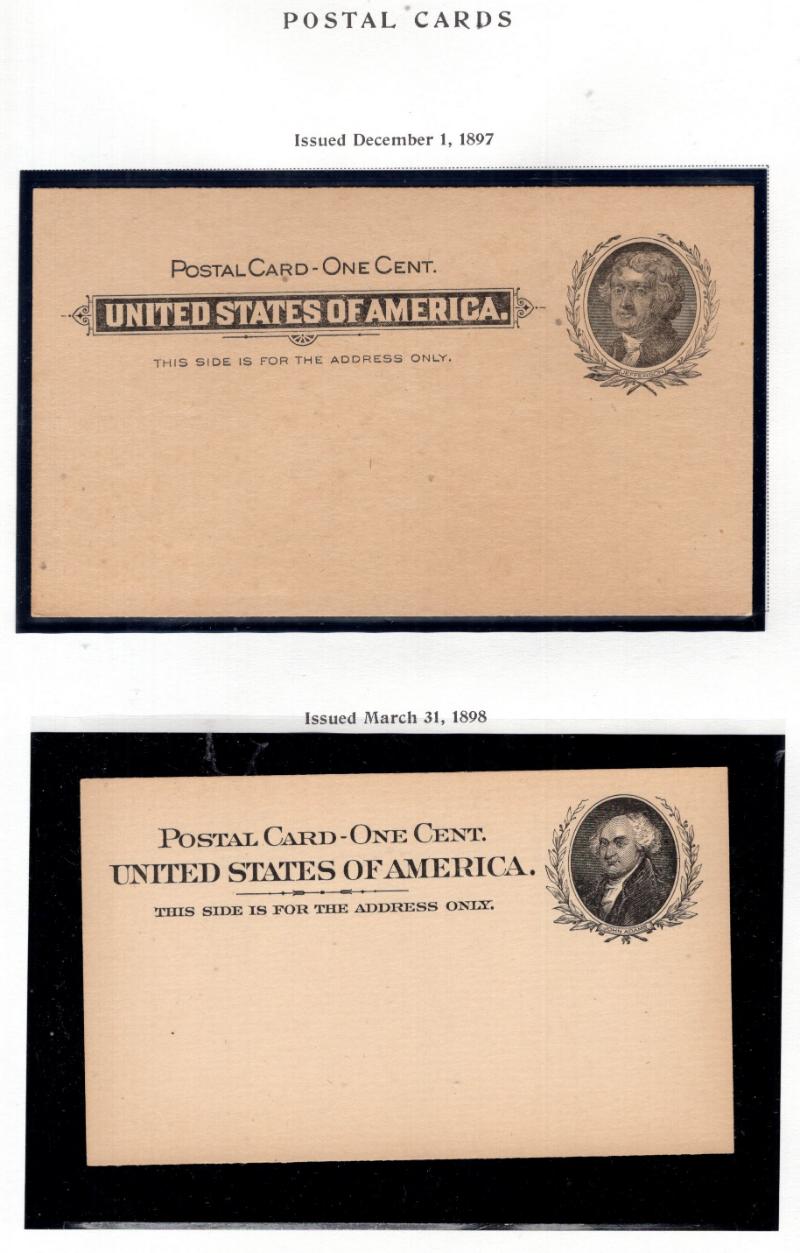 POSTAL CARDS
Issued December 1, 1897
POSTAL CARD - ONE CENT.
UNITED STATES OF AMERICA.
THIS SIDE IS FOR THE ADDRESS ONLY.
JEFFERSON
Issued March 31, 1898
POSTAL CARD - ONE CENT.
UNITED STATES OF AMERICA.
THIS SIDE IS FOR THE ADDRESS ONLY.
JOHN ADAMS